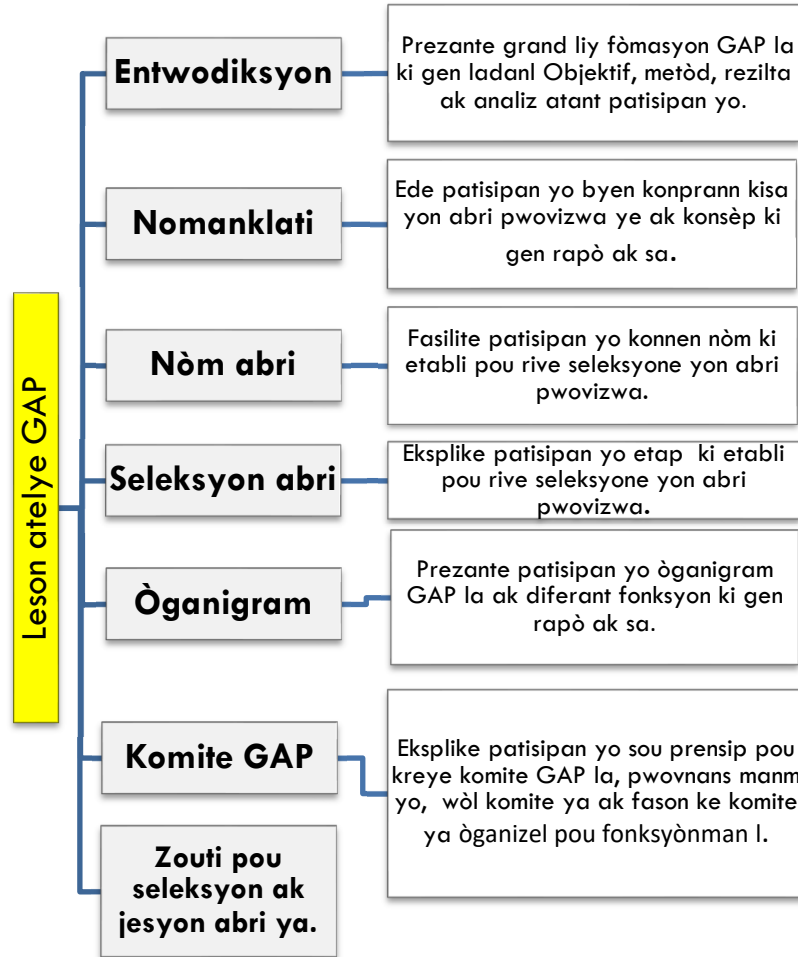 Leson atelye GAP
Entwodiksyon
Prezante grand liy fòmasyon GAP la
ki gen ladanl Objektif, metòd, rezilta
ak analiz atant patisipan yo.
Nomanklati
Ede patisipan yo byen konprann kisa
yon abri pwovizwa ye ak konsèp ki
gen rapò ak sa.
Nòm abri
Fasilite patisipan yo konnen nòm ki
etabli pou rive seleksyone yon abri
pwovizwa.
Seleksyon abri
Eksplike patisipan yo etap ki etabli
pou rive seleksyone yon abri
pwovizwa.
Òganigram
Prezante patisipan yo òganigram
GAP la ak diferant fonksyon ki gen
rapò ak sa.
Komite GAP
Eksplike patisipan yo sou prensip pou
kreye komite GAP la, pwovnans manm
yo, wòl komite ya ak fason ke komite
ya òganizel pou fonksyònman l.
Zouti pou
seleksyon ak
jesyon abri ya.